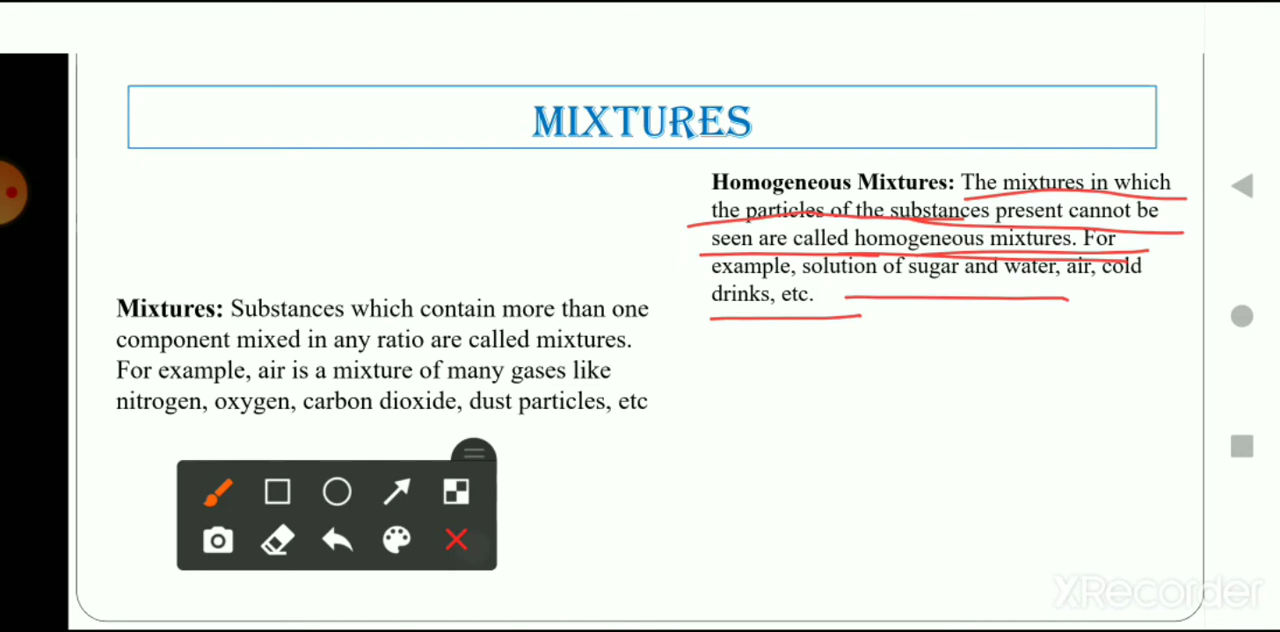 MIXTURES
Homogeneous Mixtures: The mixtures in which
the particles of the substances present cannot be
seen are called homogeneous mixtures. For
example, solution of sugar and water, air, cold
drinks, etc.
Mixtures: Substances which contain more than one
component mixed in any ratio are called mixtures.
For example, air is a mixture of many gases like
nitrogen, oxygen, carbon dioxide, dust particles, etc
XRecorder